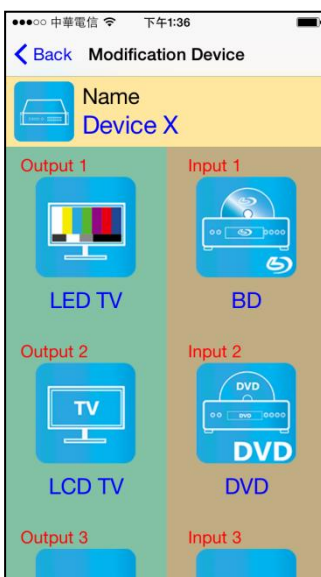 中華電信 下午1:36
Back Modification Device
Name
Device X
Output 1 Input 1
LED TV BD
Output 2 Input 2
TV DVD
DVD
LCD TV DVD
Output 3 Input 3